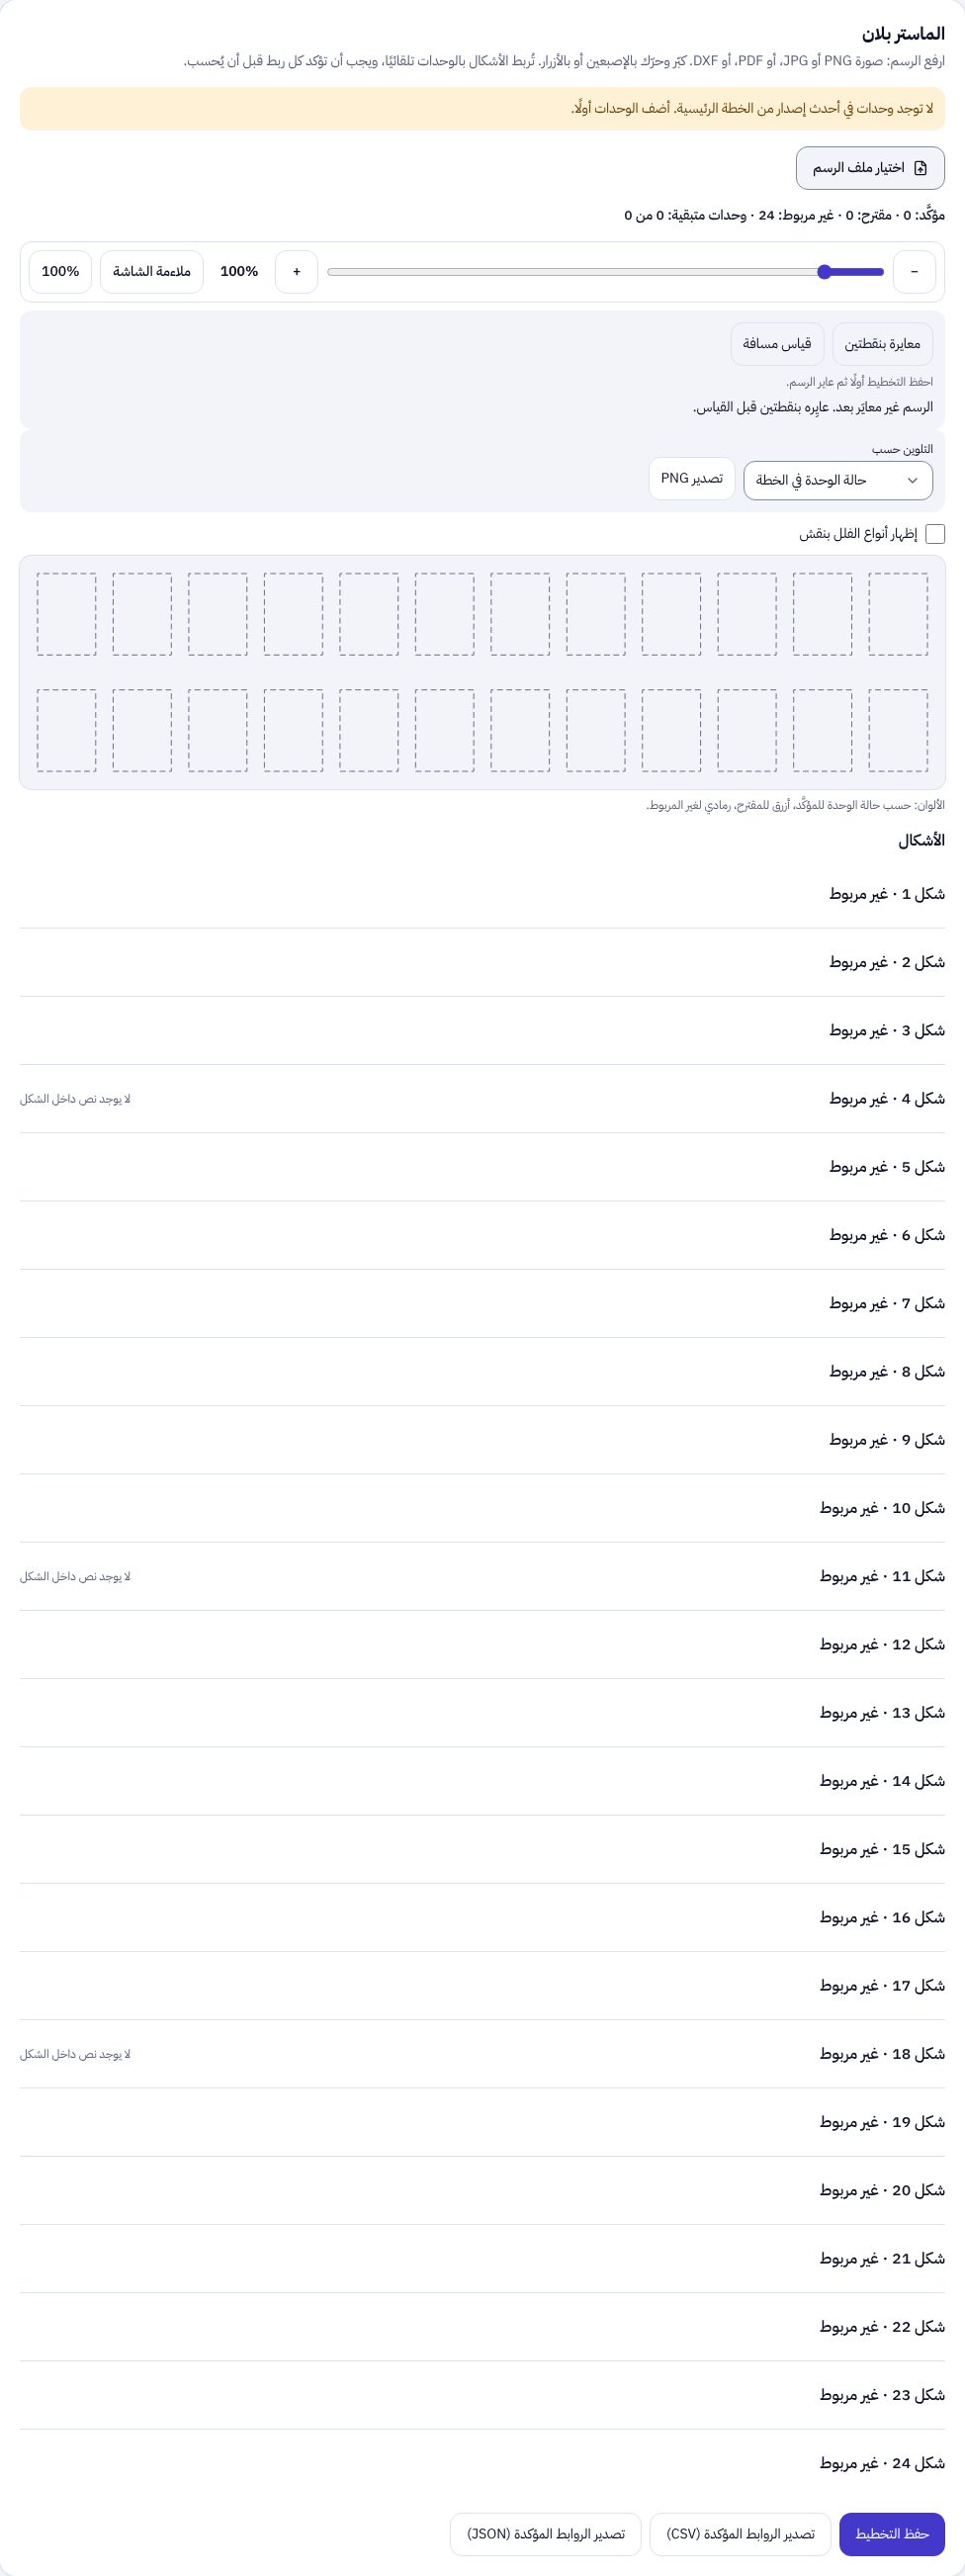 الماستر بلان
ارفع الرسم: صورة PNG أو JPG، أو PDF، أو DXF. كبّر وحرّك بالإصبعين أو بالأزرار. تُربط الأشكال بالوحدات تلقائيًا، ويجب أن تؤكد كل ربط قبل أن يُحسب.
لا توجد وحدات في أحدث إصدار من الخطة الرئيسية. أضف الوحدات أولًا.
اختيار ملف الرسم
مؤكَّد: 0 · مقترح: 0 · غير مربوط: 24 · وحدات متبقية: 0 من 0
− + 100% ملاءمة الشاشة 100%
معايرة بنقطتين قياس مسافة
احفظ التخطيط أولًا ثم عاير الرسم.
الرسم غير معايَر بعد. عايِره بنقطتين قبل القياس.
التلوين حسب
حالة الوحدة في الخطة تصدير PNG
إظهار أنواع الفلل بنقش
الألوان: حسب حالة الوحدة للمؤكَّد، أزرق للمقترح، رمادي لغير المربوط.
الأشكال
شكل 1 · غير مربوط
شكل 2 · غير مربوط
شكل 3 · غير مربوط
شكل 4 · غير مربوط لا يوجد نص داخل الشكل
شكل 5 · غير مربوط
شكل 6 · غير مربوط
شكل 7 · غير مربوط
شكل 8 · غير مربوط
شكل 9 · غير مربوط
شكل 10 · غير مربوط
شكل 11 · غير مربوط لا يوجد نص داخل الشكل
شكل 12 · غير مربوط
شكل 13 · غير مربوط
شكل 14 · غير مربوط
شكل 15 · غير مربوط
شكل 16 · غير مربوط
شكل 17 · غير مربوط
شكل 18 · غير مربوط لا يوجد نص داخل الشكل
شكل 19 · غير مربوط
شكل 20 · غير مربوط
شكل 21 · غير مربوط
شكل 22 · غير مربوط
شكل 23 · غير مربوط
شكل 24 · غير مربوط
حفظ التخطيط تصدير الروابط المؤكدة (CSV) تصدير الروابط المؤكدة (JSON)